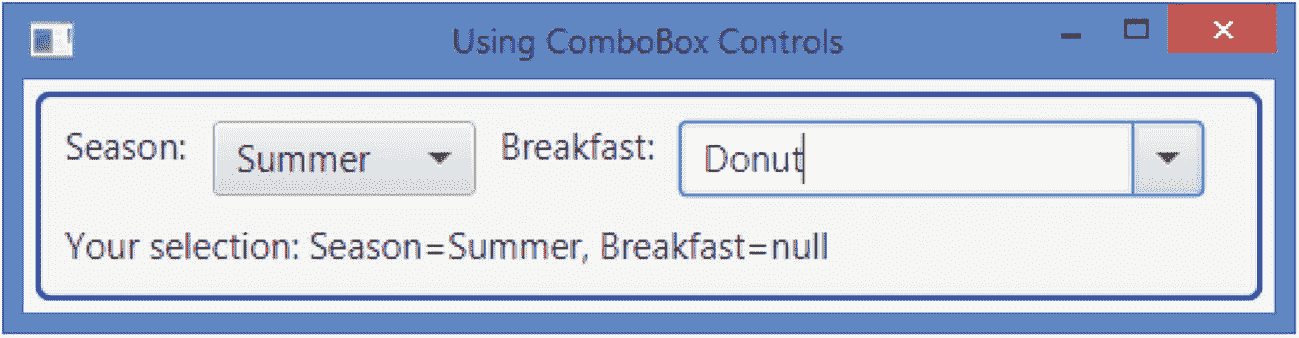 Using ComboBox Controls
Season: Summer Breakfast: Donut
Your selection: Season=Summer, Breakfast=null